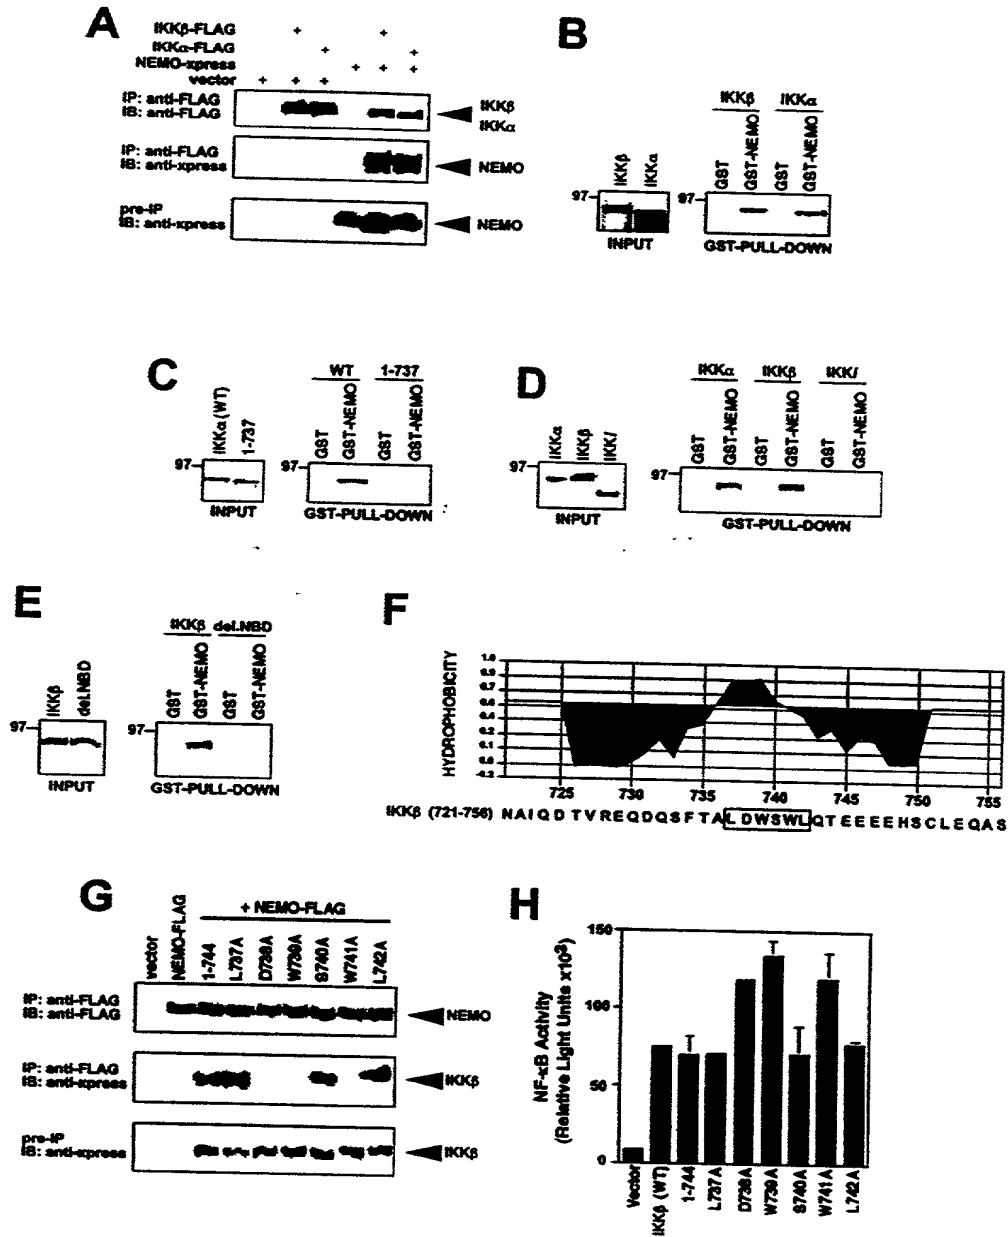 A
IKKβ-FLAG + +
IKKα-FLAG + +
NEMO-xpress + + +
vector + + +
IP: anti-FLAG
IB: anti-FLAG
IKKβ
IKKα
IP: anti-FLAG
IB: anti-xpress
NEMO
pre-IP
IB: anti-xpress
NEMO
B
IKKβ IKKα
GST GST-NEMO GST GST-NEMO
IKKβ IKKα
97 97
INPUT GST-PULL-DOWN
C
WT 1-737
IKKα (WT) 1-737
GST GST-NEMO GST GST-NEMO
97 97
INPUT GST-PULL-DOWN
D
IKKα IKKβ IKKi
IKKα IKKβ IKKi
GST GST-NEMO GST GST-NEMO GST GST-NEMO
97 97
INPUT GST-PULL-DOWN
E
IKKβ del.NBD
IKKβ del.NBD
GST GST-NEMO GST GST-NEMO
97 97
INPUT GST-PULL-DOWN
F
HYDROPHOBICITY
725 730 735 740 745 750 755
IKKβ (721-756) NAIQDTVREQDQSFTALDWSWLQTEEEEHSCLEQAS
G
+ NEMO-FLAG
vector NEMO-FLAG 1-744 L737A D738A W739A S740A W741A L742A
IP: anti-FLAG
IB: anti-FLAG
NEMO
IP: anti-FLAG
IB: anti-xpress
IKKβ
pre-IP
IB: anti-xpress
IKKβ
H
NF-κB Activity
(Relative Light Units x10³)
150
100
50
0
Vector IKKβ (WT) 1-744 L737A D738A W739A S740A W741A L742A